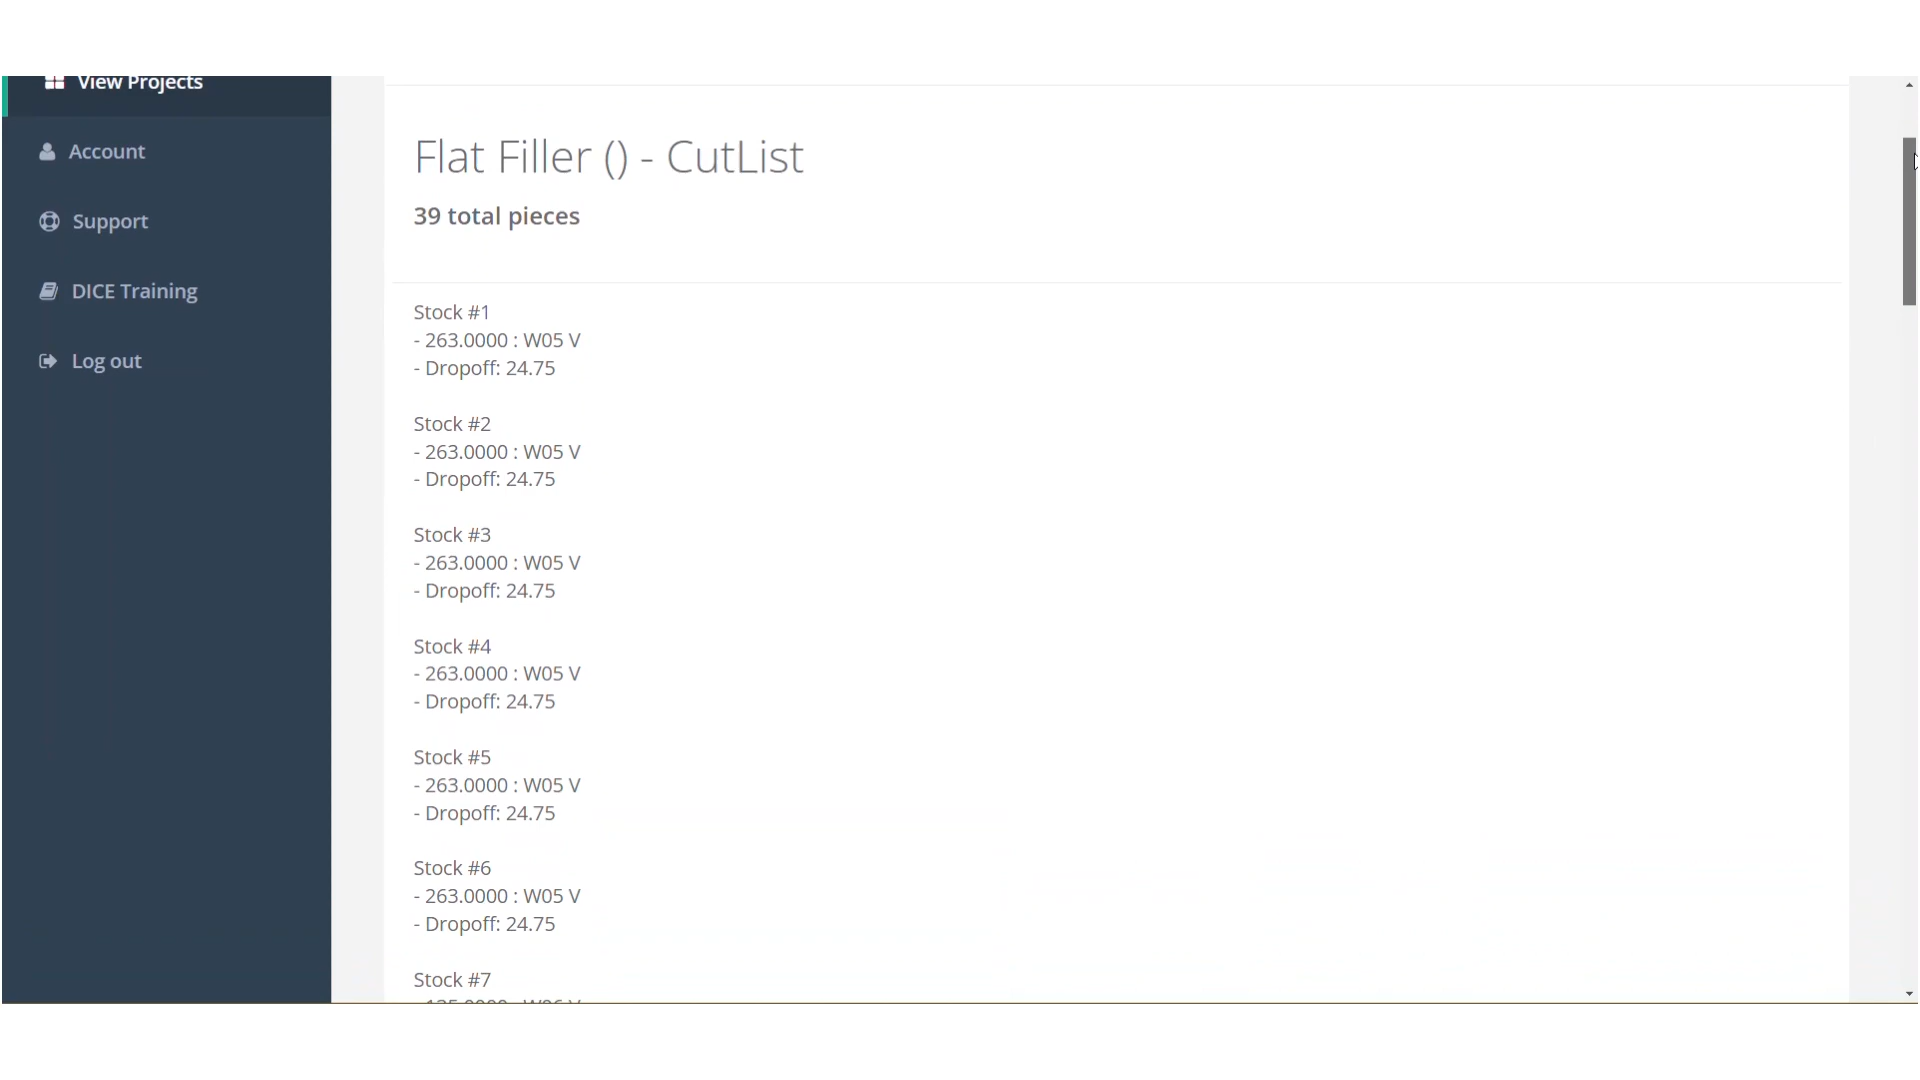 View Projects
Account
Support
DICE Training
Log out
Flat Filler () - CutList
39 total pieces
Stock #1
- 263.0000 : W05 V
- Dropoff: 24.75
Stock #2
- 263.0000 : W05 V
- Dropoff: 24.75
Stock #3
- 263.0000 : W05 V
- Dropoff: 24.75
Stock #4
- 263.0000 : W05 V
- Dropoff: 24.75
Stock #5
- 263.0000 : W05 V
- Dropoff: 24.75
Stock #6
- 263.0000 : W05 V
- Dropoff: 24.75
Stock #7